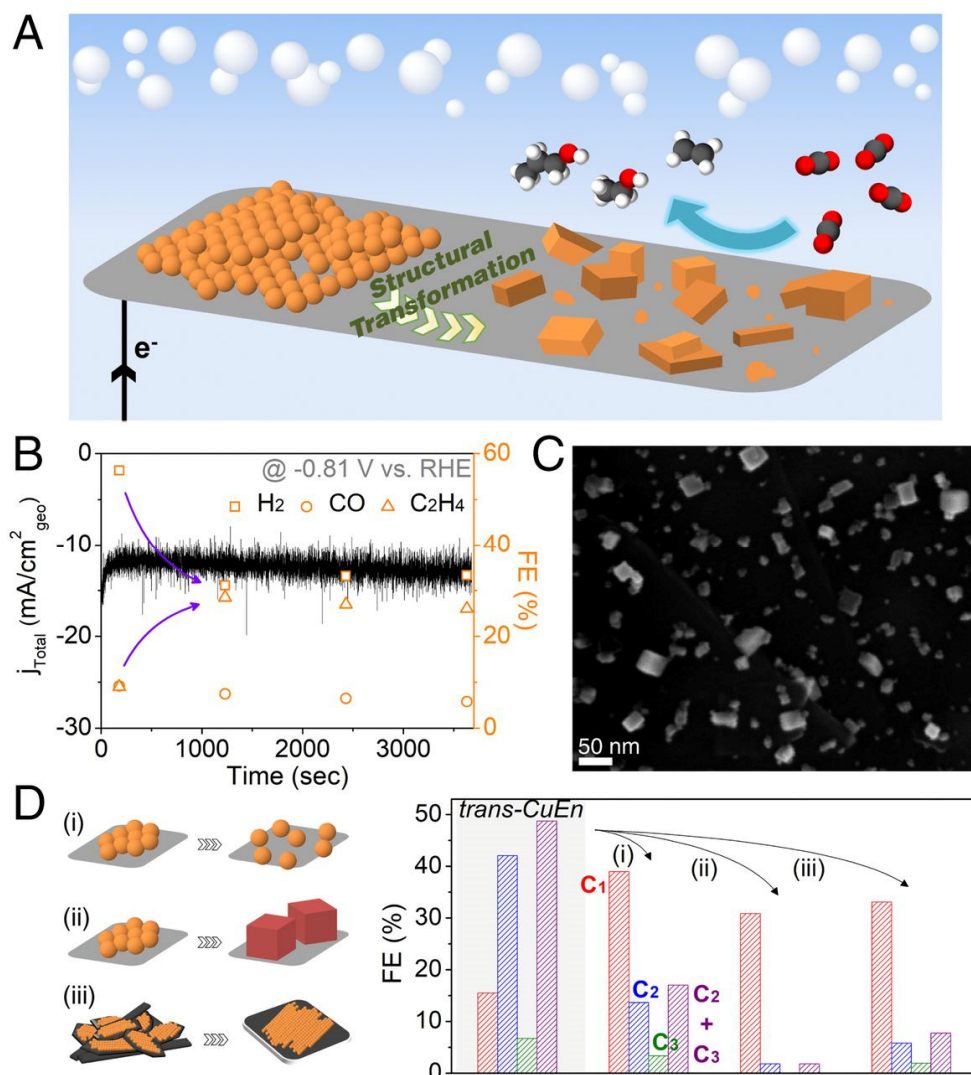 A
Structural
Transformation
e-
B
@ -0.81 V vs. RHE
H2 CO C2H4
0
-10
-20
-30
jTotal (mA/cm2geo)
60
40
20
0
FE (%)
0 1000 2000 3000
Time (sec)
C
50 nm
D
(i)
(ii)
(iii)
trans-CuEn
(i) (ii) (iii)
50
40
30
20
10
0
FE (%)
C1
C2
C3
C2
+
C3